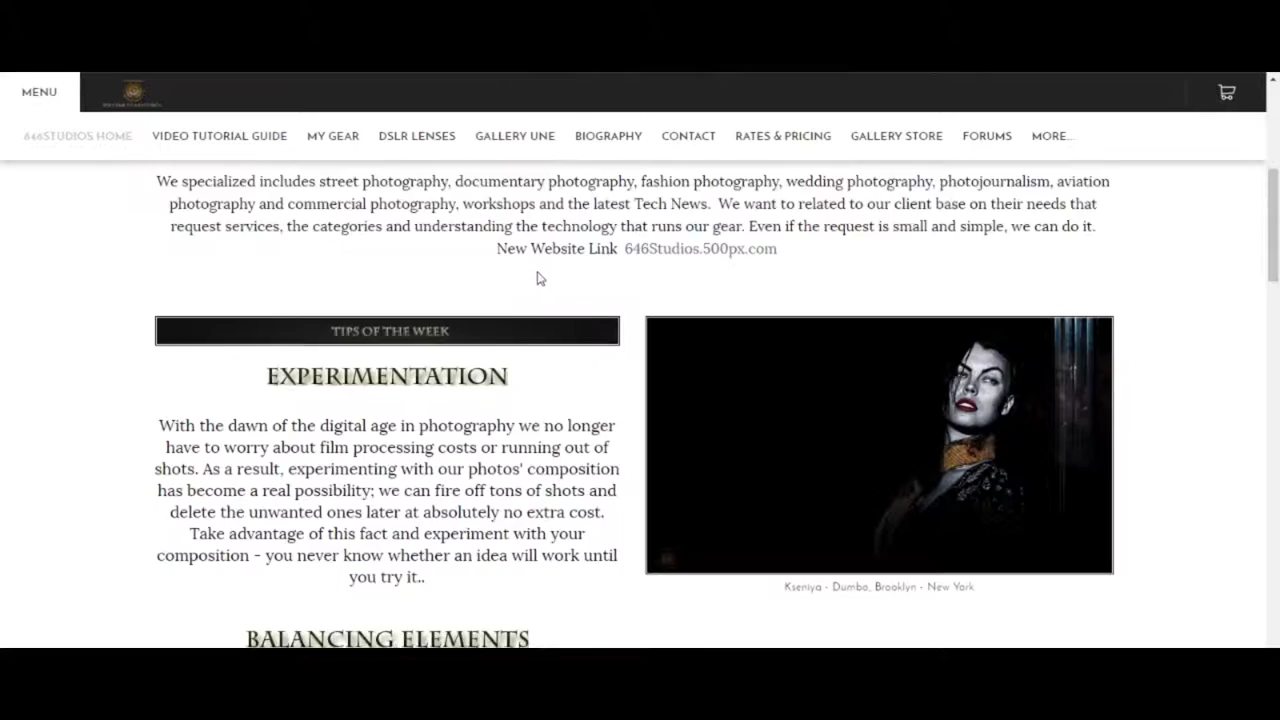 MENU
646STUDIOS HOME VIDEO TUTORIAL GUIDE MY GEAR DSLR LENSES GALLERY UNE BIOGRAPHY CONTACT RATES & PRICING GALLERY STORE FORUMS MORE...
We specialized includes street photography, documentary photography, fashion photography, wedding photography, photojournalism, aviation
photography and commercial photography, workshops and the latest Tech News. We want to related to our client base on their needs that
request services, the categories and understanding the technology that runs our gear. Even if the request is small and simple, we can do it.
New Website Link 646Studios.500px.com
TIPS OF THE WEEK
EXPERIMENTATION
With the dawn of the digital age in photography we no longer
have to worry about film processing costs or running out of
shots. As a result, experimenting with our photos' composition
has become a real possibility; we can fire off tons of shots and
delete the unwanted ones later at absolutely no extra cost.
Take advantage of this fact and experiment with your
composition - you never know whether an idea will work until
you try it..
Kseniya - Dumbo, Brooklyn - New York
BALANCING ELEMENTS